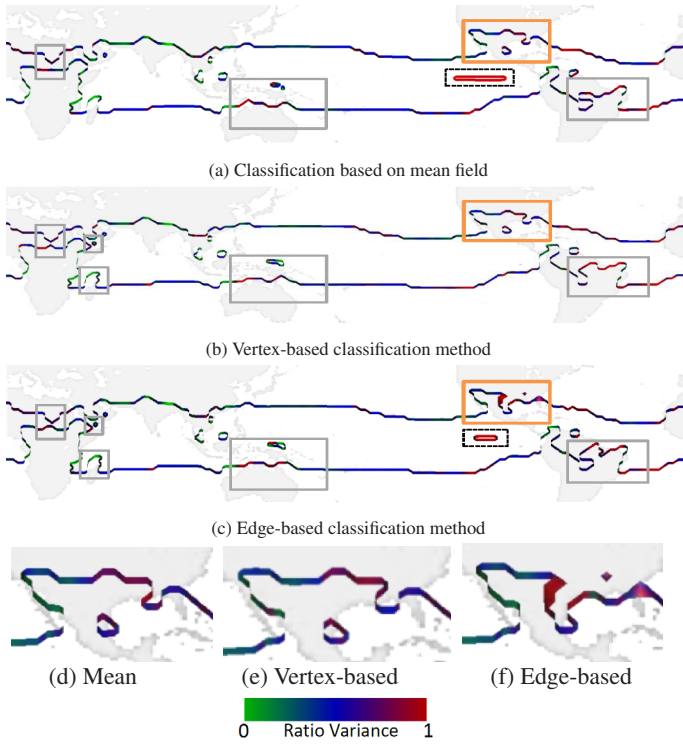 (a) Classification based on mean field
(b) Vertex-based classification method
(c) Edge-based classification method
(d) Mean
(e) Vertex-based
(f) Edge-based
0 Ratio Variance 1